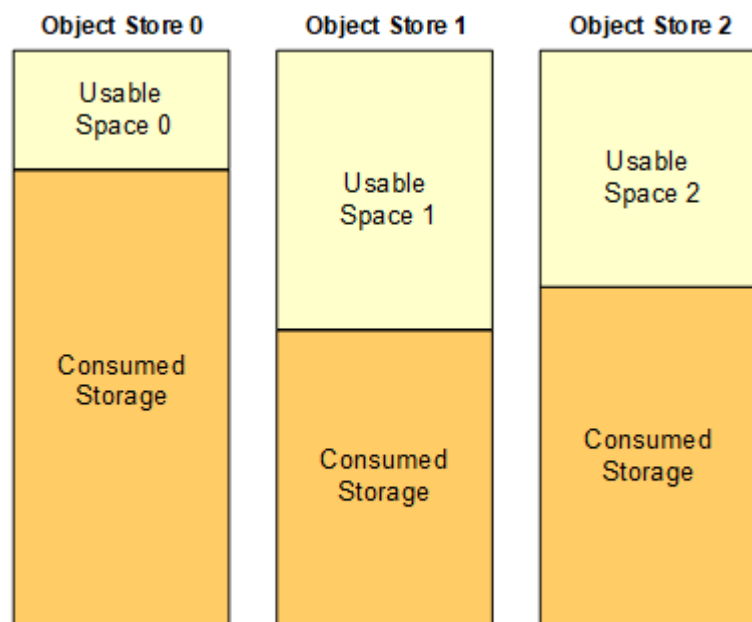 Object Store 0
Object Store 1
Object Store 2
Usable
Space 0
Usable
Space 1
Usable
Space 2
Consumed
Storage
Consumed
Storage
Consumed
Storage